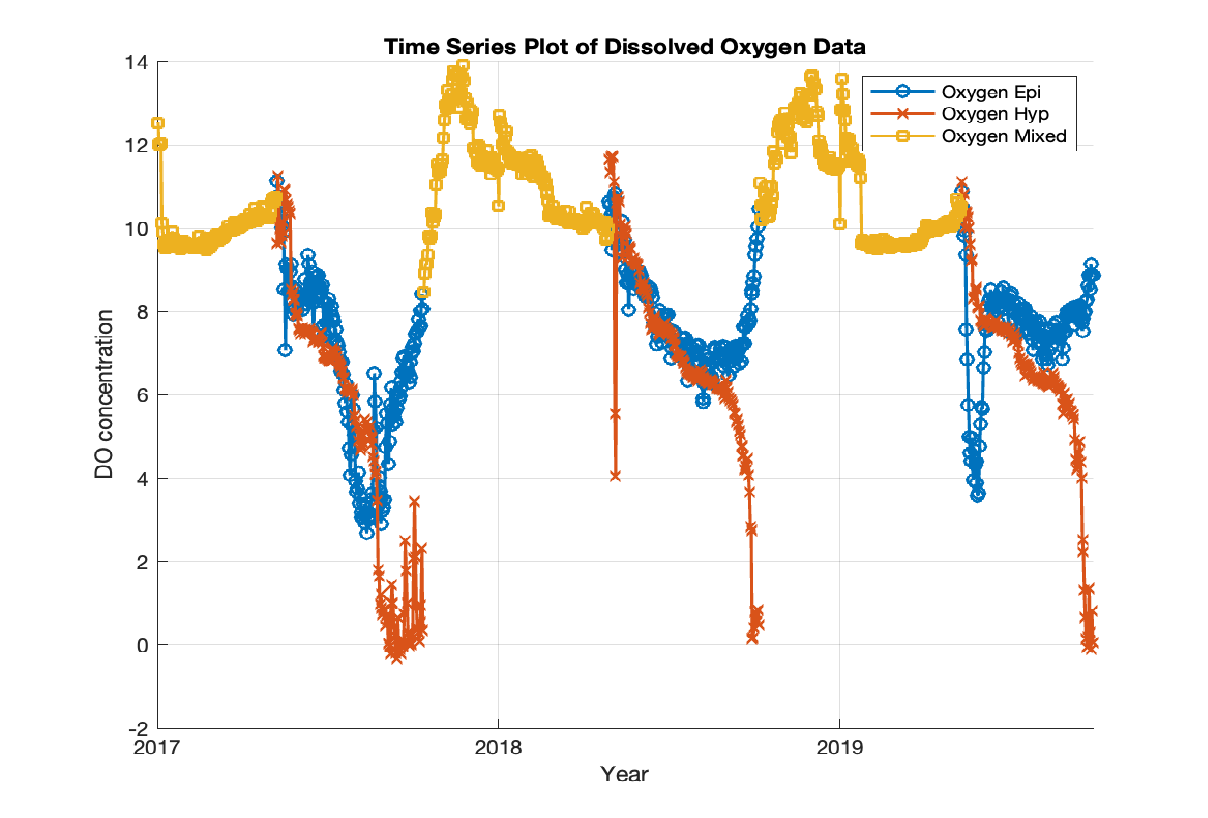 Time Series Plot of Dissolved Oxygen Data
14
12
10
8
6
4
2
0
-2
DO concentration
Oxygen Epi
Oxygen Hyp
Oxygen Mixed
2017
2018
2019
Year